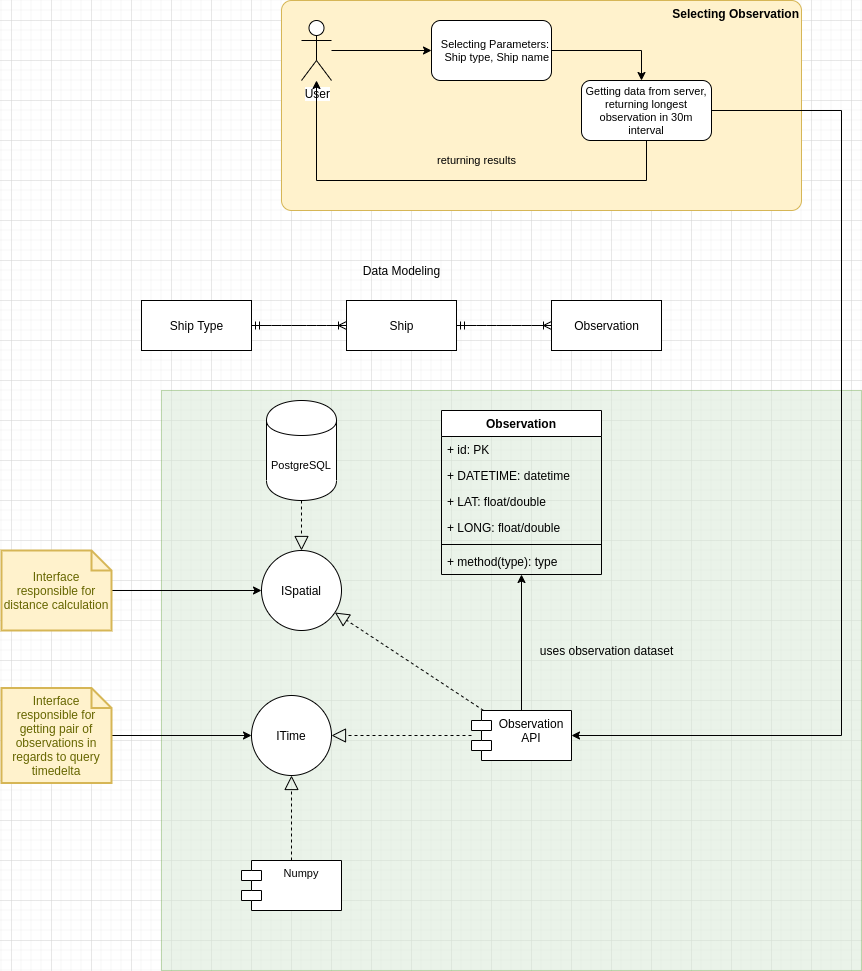 Selecting Observation
Selecting Parameters:
Ship type, Ship name
User
Getting data from server,
returning longest
observation in 30m
interval
returning results
Data Modeling
Ship Type
Ship
Observation
PostgreSQL
Observation
+ id: PK
+ DATETIME: datetime
+ LAT: float/double
+ LONG: float/double
+ method(type): type
Interface
responsible for
distance calculation
ISpatial
uses observation dataset
Interface
responsible for
getting pair of
observations in
regards to query
timedelta
ITime
Observation
API
Numpy